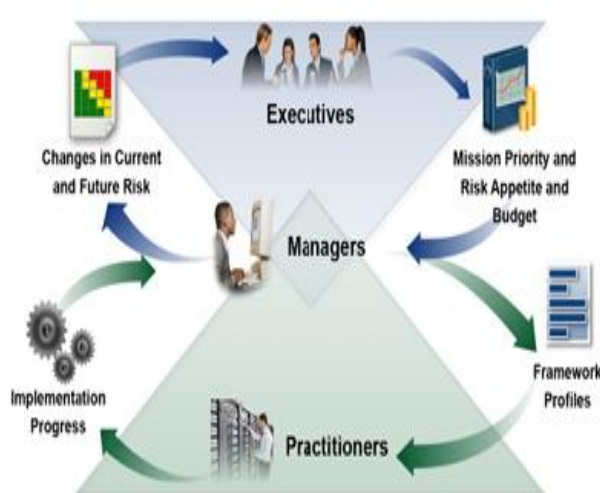 Executives
Changes in Current
and Future Risk
Mission Priority and
Risk Appetite and
Budget
Managers
Implementation
Progress
Framework
Profiles
Practitioners